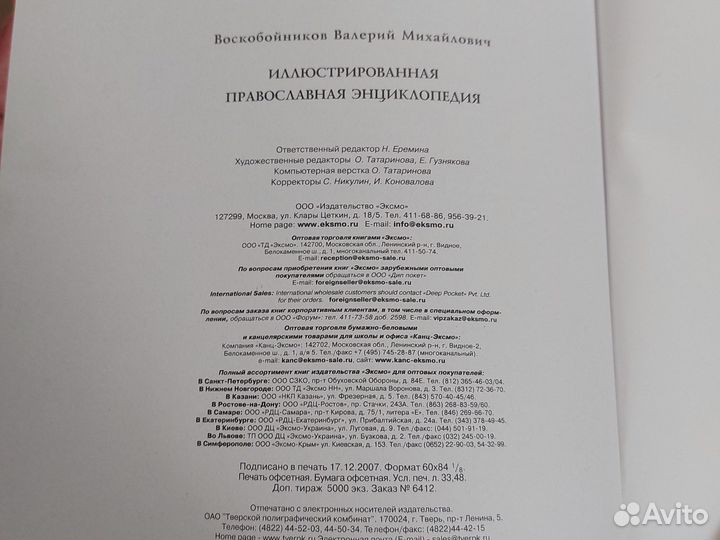 Воскобойников Валерий Михайлович
ИЛЛЮСТРИРОВАННАЯ
ПРАВОСЛАВНАЯ ЭНЦИКЛОПЕДИЯ
Ответственный редактор Н. Еремина
Художественные редакторы О. Татаринова, Е. Гузнякова
Компьютерная верстка О. Татаринова
Корректоры С. Никулин, И. Коновалова
ООО «Издательство «Эксмо»
127299, Москва, ул. Клары Цеткин, д. 18/5. Тел. 411-68-86, 956-39-21.
Home page: www.eksmo.ru E-mail: info@eksmo.ru
Оптовая торговля книгами «Эксмо»:
ООО «ТД «Эксмо». 142700, Московская обл., Ленинский р-н, г. Видное,
Белокаменное ш., д. 1, многоканальный тел. 411-50-74.
E-mail: reception@eksmo-sale.ru
По вопросам приобретения книг «Эксмо» зарубежными оптовыми
покупателями обращаться в ООО «Дип покет»
E-mail: foreignseller@eksmo-sale.ru
International Sales: International wholesale customers should contact «Deep Pocket» Pvt. Ltd.
for their orders. foreignseller@eksmo-sale.ru
По вопросам заказа книг корпоративным клиентам, в том числе в специальном оформ-
лении, обращаться в ООО «Форум»: тел. 411-73-58 доб. 2598. E-mail: vipzakaz@eksmo.ru
Оптовая торговля бумажно-беловыми
и канцелярскими товарами для школы и офиса «Канц-Эксмо»:
Компания «Канц-Эксмо»: 142702, Московская обл., Ленинский р-н, г. Видное-2,
Белокаменное ш., д. 1, а/я 5. Тел./факс +7 (495) 745-28-87 (многоканальный).
e-mail: kanc@eksmo-sale.ru, сайт: www.kanc-eksmo.ru
Полный ассортимент книг издательства «Эксмо» для оптовых покупателей:
В Санкт-Петербурге: ООО СЗКО, пр-т Обуховской Обороны, д. 84Е. Тел. (812) 365-46-03/04.
В Нижнем Новгороде: ООО ТД «Эксмо НН», ул. Маршала Воронова, д. 3. Тел. (8312) 72-36-70.
В Казани: ООО «НКП Казань», ул. Фрезерная, д. 5. Тел. (843) 570-40-45/46.
В Ростове-на-Дону: ООО «РДЦ-Ростов», пр. Стачки, 243А. Тел. (863) 268-83-59/60.
В Самаре: ООО «РДЦ-Самара», пр-т Кирова, д. 75/1, литера «Е». Тел. (846) 269-66-70.
В Екатеринбурге: ООО «РДЦ-Екатеринбург», ул. Прибалтийская, д. 24а. Тел. (343) 378-49-45.
В Киеве: ООО ДЦ «Эксмо-Украина», ул. Луговая, д. 9. Тел./факс: (044) 501-91-19.
Во Львове: ТП ООО ДЦ «Эксмо-Украина», ул. Бузкова, д. 2. Тел./факс (032) 245-00-19.
В Симферополе: ООО «Эксмо-Крым» ул. Киевская, д. 153. Тел./факс (0652) 22-90-03, 54-32-99.
Подписано в печать 17.12.2007. Формат 60x84 1/8.
Печать офсетная. Бумага офсетная. Усл. печ. л. 33,48.
Доп. тираж 5000 экз. Заказ № 6412.
Отпечатано с электронных носителей издательства.
ОАО "Тверской полиграфический комбинат". 170024, г. Тверь, пр-т Ленина, 5.
Телефон: (4822) 44-52-03, 44-50-34, Телефон/факс: (4822)44-42-15
Home page - www.tverpk.ru Электронная почта (E-mail) - sales@tverpk.ru
Avito